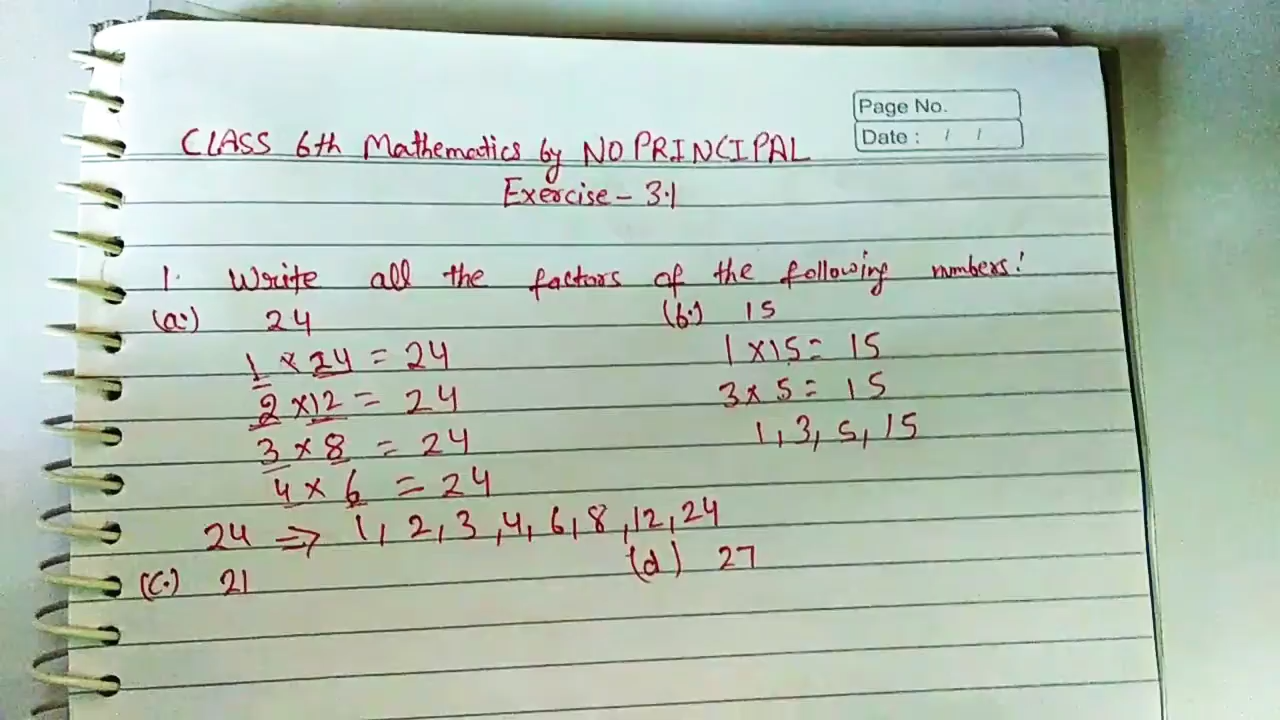 Page No.
Date : / /
CLASS 6th Mathematics by NO PRINCIPAL
Exercise - 3.1
1. Write all the factors of the following numbers:
(a.) 24 (b.) 15
1 × 24 = 24 1 × 15 = 15
2 × 12 = 24 3 × 5 = 15
3 × 8 = 24 1, 3, 5, 15
4 × 6 = 24
24 ⇒ 1, 2, 3, 4, 6, 8, 12, 24
(c.) 21 (d) 27